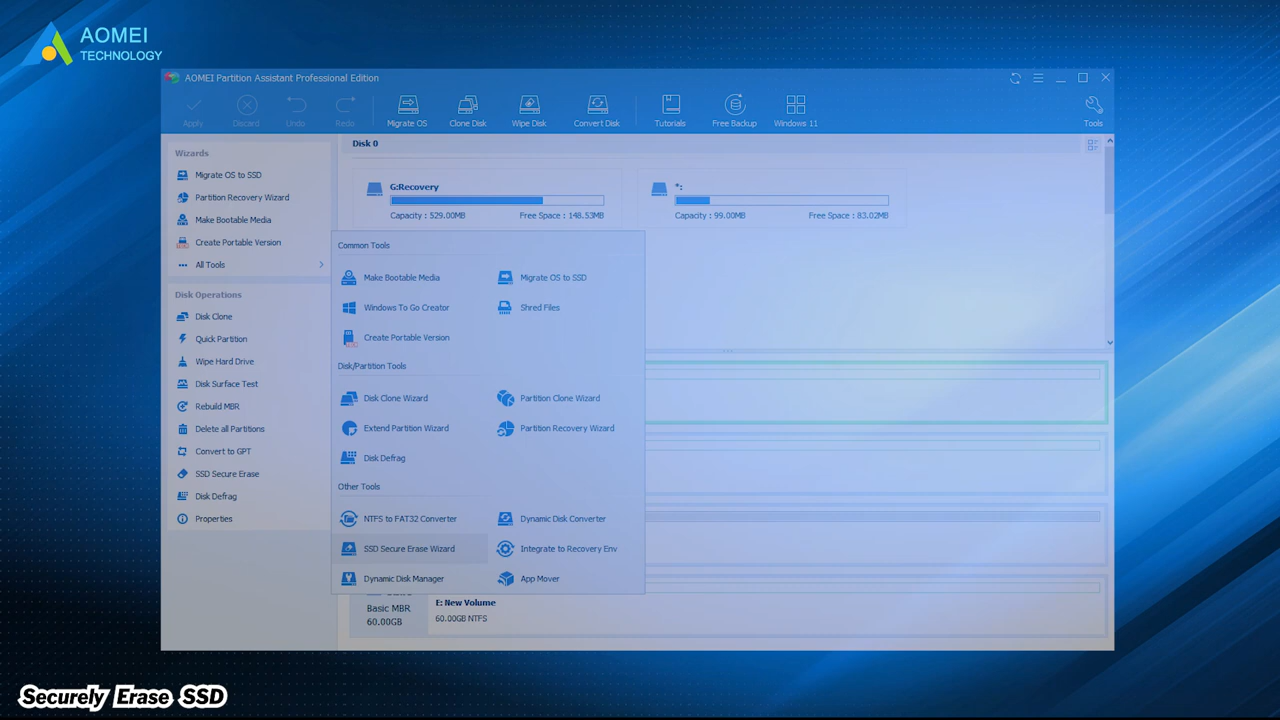 AOMEI
TECHNOLOGY
AOMEI Partition Assistant Professional Edition
Apply
Discard
Undo
Redo
Migrate OS
Clone Disk
Wipe Disk
Convert Disk
Tutorials
Free Backup
Windows 11
Tools
Wizards
Migrate OS to SSD
Partition Recovery Wizard
Make Bootable Media
Create Portable Version
All Tools
Disk Operations
Disk Clone
Quick Partition
Wipe Hard Drive
Disk Surface Test
Rebuild MBR
Delete all Partitions
Convert to GPT
SSD Secure Erase
Disk Defrag
Properties
Disk 0
G:Recovery
Capacity : 529.00MB
Free Space : 148.53MB
*:
Capacity : 99.00MB
Free Space : 83.02MB
Common Tools
Make Bootable Media
Migrate OS to SSD
Windows To Go Creator
Shred Files
Create Portable Version
Disk/Partition Tools
Disk Clone Wizard
Partition Clone Wizard
Extend Partition Wizard
Partition Recovery Wizard
Disk Defrag
Other Tools
NTFS to FAT32 Converter
Dynamic Disk Converter
SSD Secure Erase Wizard
Integrate to Recovery Env
Dynamic Disk Manager
App Mover
Basic MBR
60.00GB
E: New Volume
60.00GB NTFS
Securely Erase SSD